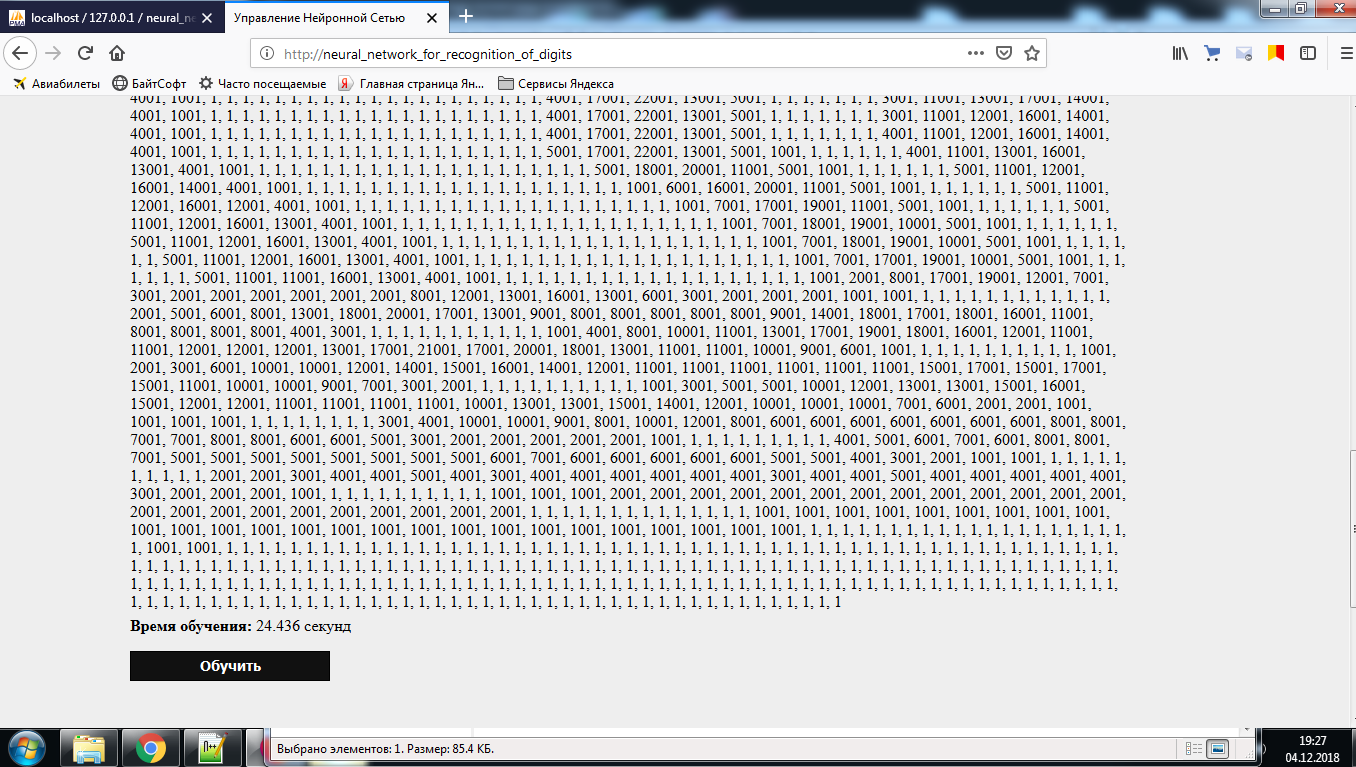 localhost / 127.0.0.1 / neural_ne
Управление Нейронной Сетью
http://neural_network_for_recognition_of_digits
Авиабилеты БайтСофт Часто посещаемые Главная страница Ян... Сервисы Яндекса
4001, 1001, 1, 1, 1, 1, 1, 1, 1, 1, 1, 1, 1, 1, 1, 1, 1, 1, 1, 1, 1, 1, 1, 4001, 17001, 22001, 13001, 5001, 1, 1, 1, 1, 1, 1, 1, 3001, 11001, 13001, 17001, 14001,
4001, 1001, 1, 1, 1, 1, 1, 1, 1, 1, 1, 1, 1, 1, 1, 1, 1, 1, 1, 1, 1, 1, 1, 4001, 17001, 22001, 13001, 5001, 1, 1, 1, 1, 1, 1, 1, 3001, 11001, 12001, 16001, 14001,
4001, 1001, 1, 1, 1, 1, 1, 1, 1, 1, 1, 1, 1, 1, 1, 1, 1, 1, 1, 1, 1, 1, 1, 4001, 17001, 22001, 13001, 5001, 1, 1, 1, 1, 1, 1, 1, 4001, 11001, 12001, 16001, 14001,
4001, 1001, 1, 1, 1, 1, 1, 1, 1, 1, 1, 1, 1, 1, 1, 1, 1, 1, 1, 1, 1, 1, 1, 5001, 17001, 22001, 13001, 5001, 1001, 1, 1, 1, 1, 1, 1, 4001, 11001, 13001, 16001,
13001, 4001, 1001, 1, 1, 1, 1, 1, 1, 1, 1, 1, 1, 1, 1, 1, 1, 1, 1, 1, 1, 1, 1, 1, 5001, 18001, 20001, 11001, 5001, 1001, 1, 1, 1, 1, 1, 1, 5001, 11001, 12001,
16001, 14001, 4001, 1001, 1, 1, 1, 1, 1, 1, 1, 1, 1, 1, 1, 1, 1, 1, 1, 1, 1, 1, 1, 1, 1001, 6001, 16001, 20001, 11001, 5001, 1001, 1, 1, 1, 1, 1, 1, 5001, 11001,
12001, 16001, 12001, 4001, 1001, 1, 1, 1, 1, 1, 1, 1, 1, 1, 1, 1, 1, 1, 1, 1, 1, 1, 1, 1, 1, 1001, 7001, 17001, 19001, 11001, 5001, 1001, 1, 1, 1, 1, 1, 1, 5001,
11001, 12001, 16001, 13001, 4001, 1001, 1, 1, 1, 1, 1, 1, 1, 1, 1, 1, 1, 1, 1, 1, 1, 1, 1, 1, 1, 1, 1001, 7001, 18001, 19001, 10001, 5001, 1001, 1, 1, 1, 1, 1, 1,
5001, 11001, 12001, 16001, 13001, 4001, 1001, 1, 1, 1, 1, 1, 1, 1, 1, 1, 1, 1, 1, 1, 1, 1, 1, 1, 1, 1, 1, 1001, 7001, 18001, 19001, 10001, 5001, 1001, 1, 1, 1, 1,
1, 1, 5001, 11001, 12001, 16001, 13001, 4001, 1001, 1, 1, 1, 1, 1, 1, 1, 1, 1, 1, 1, 1, 1, 1, 1, 1, 1, 1, 1, 1, 1001, 7001, 17001, 19001, 10001, 5001, 1001, 1, 1,
1, 1, 1, 1, 5001, 11001, 11001, 16001, 13001, 4001, 1001, 1, 1, 1, 1, 1, 1, 1, 1, 1, 1, 1, 1, 1, 1, 1, 1, 1, 1, 1, 1001, 2001, 8001, 17001, 19001, 12001, 7001,
3001, 2001, 2001, 2001, 2001, 2001, 2001, 8001, 12001, 13001, 16001, 13001, 6001, 3001, 2001, 2001, 2001, 1001, 1001, 1, 1, 1, 1, 1, 1, 1, 1, 1, 1, 1, 1,
2001, 5001, 6001, 8001, 13001, 18001, 20001, 17001, 13001, 9001, 8001, 8001, 8001, 8001, 8001, 9001, 14001, 18001, 17001, 18001, 16001, 11001,
8001, 8001, 8001, 8001, 4001, 3001, 1, 1, 1, 1, 1, 1, 1, 1, 1, 1, 1, 1001, 4001, 8001, 10001, 11001, 13001, 17001, 19001, 18001, 16001, 12001, 11001,
11001, 12001, 12001, 12001, 13001, 17001, 21001, 17001, 20001, 18001, 13001, 11001, 11001, 10001, 9001, 6001, 1001, 1, 1, 1, 1, 1, 1, 1, 1, 1, 1, 1001,
2001, 3001, 6001, 10001, 10001, 12001, 14001, 15001, 16001, 14001, 12001, 11001, 11001, 11001, 11001, 11001, 11001, 15001, 17001, 15001, 17001,
15001, 11001, 10001, 10001, 9001, 7001, 3001, 2001, 1, 1, 1, 1, 1, 1, 1, 1, 1, 1, 1001, 3001, 5001, 5001, 10001, 12001, 13001, 13001, 15001, 16001,
15001, 12001, 12001, 11001, 11001, 11001, 11001, 10001, 13001, 13001, 15001, 14001, 12001, 10001, 10001, 10001, 7001, 6001, 2001, 2001, 1001,
1001, 1001, 1001, 1, 1, 1, 1, 1, 1, 1, 1, 3001, 4001, 10001, 10001, 9001, 8001, 10001, 12001, 8001, 6001, 6001, 6001, 6001, 6001, 6001, 6001, 8001, 8001,
7001, 7001, 8001, 8001, 6001, 6001, 5001, 3001, 2001, 2001, 2001, 2001, 2001, 1001, 1, 1, 1, 1, 1, 1, 1, 1, 1, 4001, 5001, 6001, 7001, 6001, 8001, 8001,
7001, 5001, 5001, 5001, 5001, 5001, 5001, 5001, 5001, 6001, 7001, 6001, 6001, 6001, 6001, 6001, 5001, 5001, 4001, 3001, 2001, 1001, 1001, 1, 1, 1, 1, 1,
1, 1, 1, 1, 1, 2001, 2001, 3001, 4001, 4001, 5001, 4001, 3001, 4001, 4001, 4001, 4001, 4001, 4001, 3001, 4001, 4001, 5001, 4001, 4001, 4001, 4001, 4001,
3001, 2001, 2001, 2001, 1001, 1, 1, 1, 1, 1, 1, 1, 1, 1, 1, 1001, 1001, 1001, 2001, 2001, 2001, 2001, 2001, 2001, 2001, 2001, 2001, 2001, 2001, 2001, 2001,
2001, 2001, 2001, 2001, 2001, 2001, 2001, 2001, 2001, 2001, 1, 1, 1, 1, 1, 1, 1, 1, 1, 1, 1, 1, 1, 1, 1001, 1001, 1001, 1001, 1001, 1001, 1001, 1001, 1001,
1001, 1001, 1001, 1001, 1001, 1001, 1001, 1001, 1001, 1001, 1001, 1001, 1001, 1001, 1001, 1001, 1001, 1, 1, 1, 1, 1, 1, 1, 1, 1, 1, 1, 1, 1, 1, 1, 1, 1, 1, 1, 1,
1, 1001, 1001, 1, 1, 1, 1, 1, 1, 1, 1, 1, 1, 1, 1, 1, 1, 1, 1, 1, 1, 1, 1, 1, 1, 1, 1, 1, 1, 1, 1, 1, 1, 1, 1, 1, 1, 1, 1, 1, 1, 1, 1, 1, 1, 1, 1, 1, 1, 1, 1, 1, 1, 1, 1, 1, 1, 1, 1,
1, 1, 1, 1, 1, 1, 1, 1, 1, 1, 1, 1, 1, 1, 1, 1, 1, 1, 1, 1, 1, 1, 1, 1, 1, 1, 1, 1, 1, 1, 1, 1, 1, 1, 1, 1, 1, 1, 1, 1, 1, 1, 1, 1, 1, 1, 1, 1, 1, 1, 1, 1, 1, 1, 1, 1, 1, 1, 1, 1, 1, 1,
1, 1, 1, 1, 1, 1, 1, 1, 1, 1, 1, 1, 1, 1, 1, 1, 1, 1, 1, 1, 1, 1, 1, 1, 1, 1, 1, 1, 1, 1, 1, 1, 1, 1, 1, 1, 1, 1, 1, 1, 1, 1, 1, 1, 1, 1, 1, 1, 1, 1, 1, 1, 1, 1, 1, 1, 1, 1, 1, 1, 1, 1,
1, 1, 1, 1, 1, 1, 1, 1, 1, 1, 1, 1, 1, 1, 1, 1, 1, 1, 1, 1, 1, 1, 1, 1, 1, 1, 1, 1, 1, 1, 1, 1, 1, 1, 1, 1, 1, 1, 1, 1, 1, 1, 1, 1, 1
Время обучения: 24.436 секунд
Обучить
Выбрано элементов: 1. Размер: 85.4 КБ.
19:27
04.12.2018